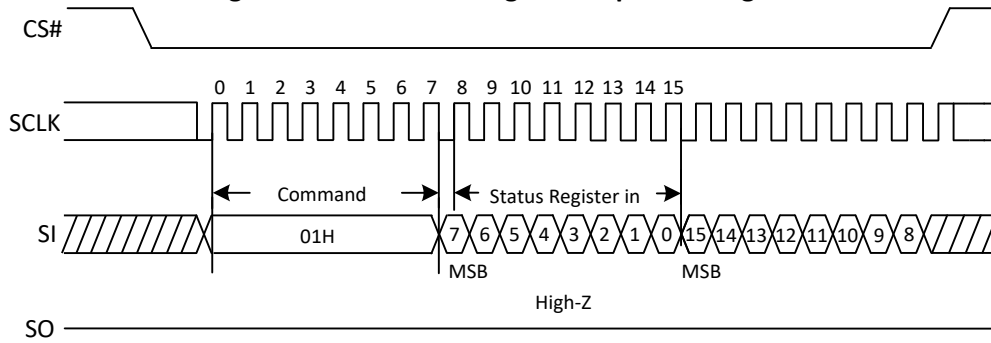 CS#
0 1 2 3 4 5 6 7 8 9 10 11 12 13 14 15
SCLK
Command Status Register in
SI 01H 7 6 5 4 3 2 1 0 15 14 13 12 11 10 9 8
MSB MSB
High-Z
SO